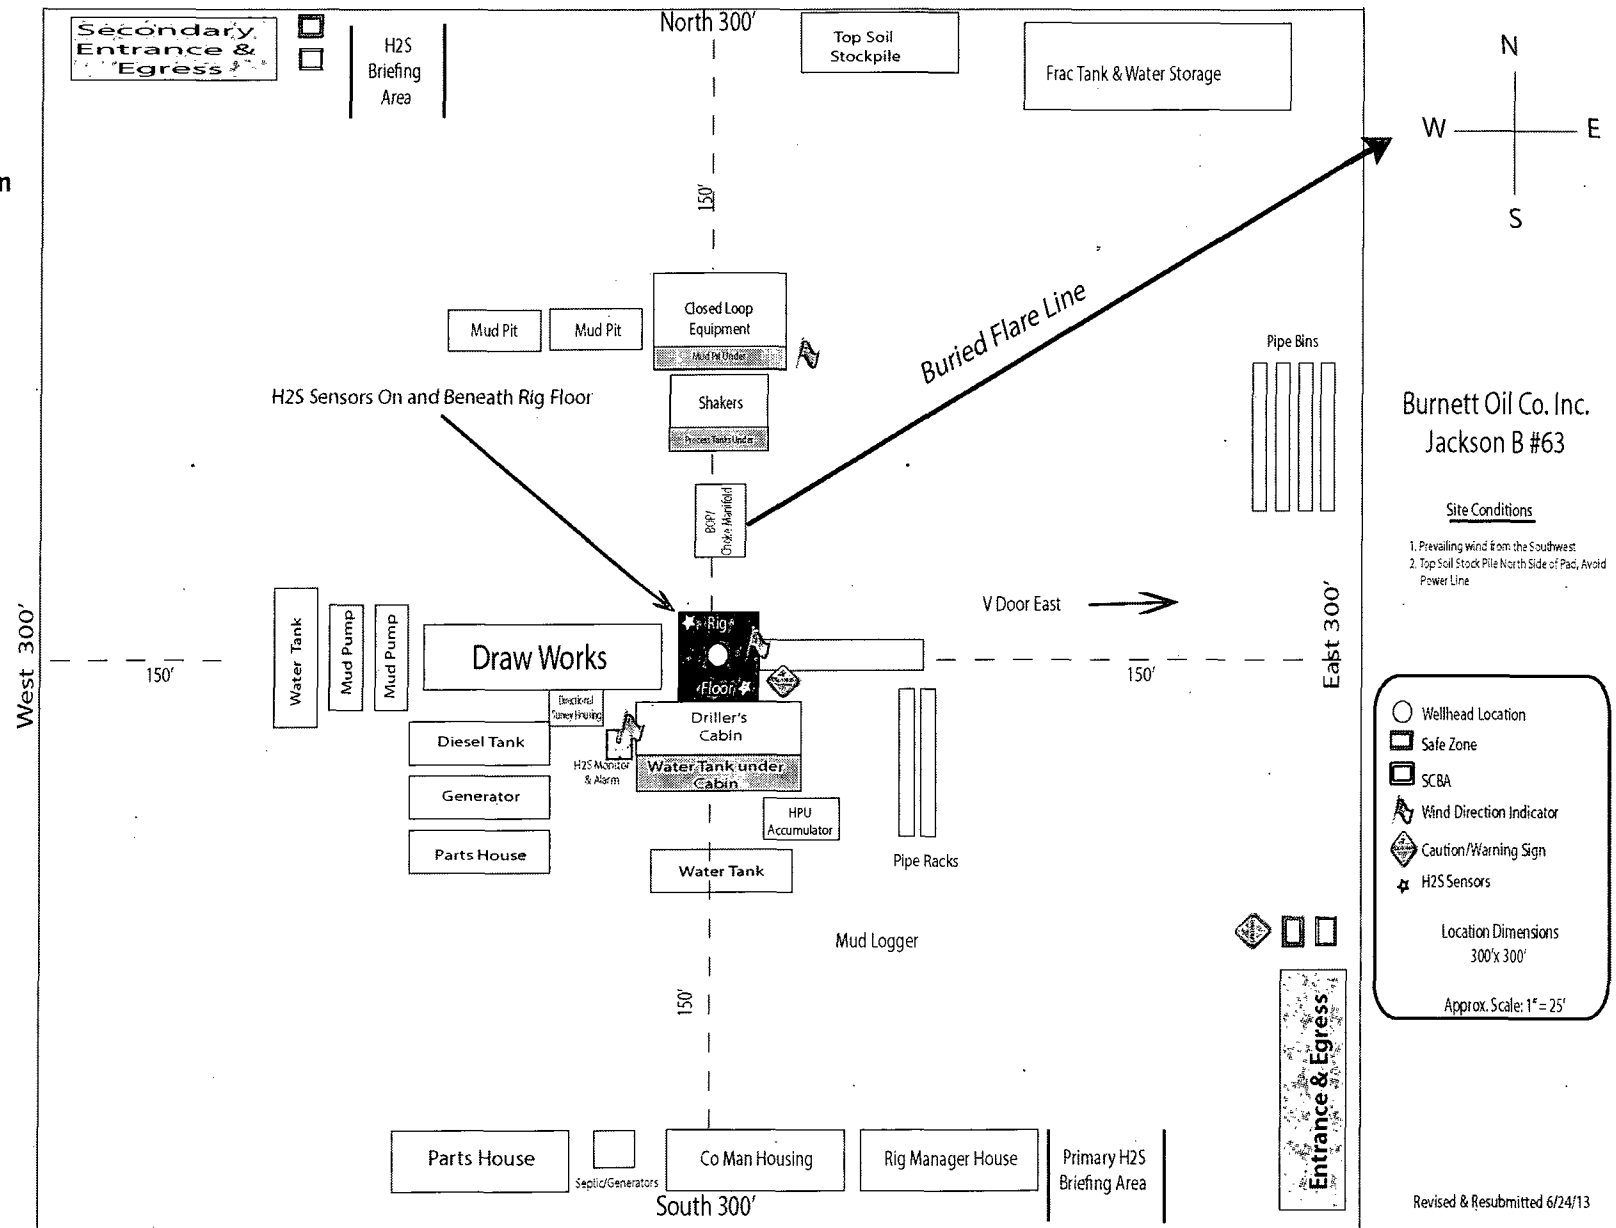 Secondary
Entrance &
Egress
H2S
Briefing
Area
North 300'
Top Soil
Stockpile
Frac Tank & Water Storage
N
W
E
S
150'
Closed Loop
Equipment
Mud Pit Under
Mud Pit
Mud Pit
Buried Flare Line
Pipe Bins
H2S Sensors On and Beneath Rig Floor
Shakers
Process Tanks Under
BOP/
Choke Manifold
Burnett Oil Co. Inc.
Jackson B #63
Site Conditions
1. Prevailing wind from the Southwest
2. Top Soil Stock Pile North Side of Pad, Avoid
Power Line
V Door East
West 300'
150'
Water Tank
Mud Pump
Mud Pump
Draw Works
Rig
Floor
150'
East 300'
Directional
Survey Housing
Driller's
Cabin
Diesel Tank
H2S Monitor
& Alarm
Water Tank under
Cabin
Generator
HPU
Accumulator
Parts House
Water Tank
Pipe Racks
Mud Logger
150'
Wellhead Location
Safe Zone
SCBA
Wind Direction Indicator
Caution/Warning Sign
H2S Sensors
Location Dimensions
300'x 300'
Approx. Scale: 1" = 25'
Entrance & Egress
Parts House
Septic/Generators
Co Man Housing
Rig Manager House
Primary H2S
Briefing Area
South 300'
Revised & Resubmitted 6/24/13